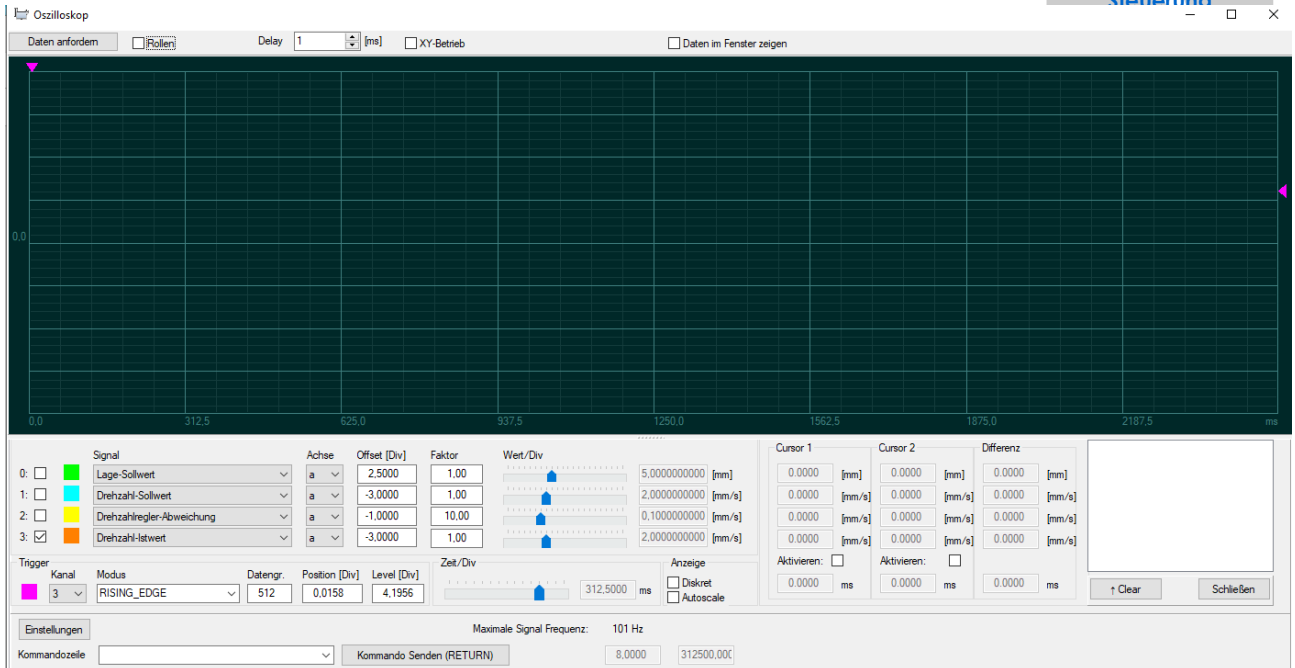 Steuerung
Oszilloskop
Daten anfordern Rollen Delay 1 [ms] XY-Betrieb Daten im Fenster zeigen
0,0
0,0 312,5 625,0 937,5 1250,0 1562,5 1875,0 2187,5 ms
Signal Achse Offset [Div] Faktor Wert/Div Cursor 1 Cursor 2 Differenz
0: Lage-Sollwert a 2,5000 1,00 5,0000000000 [mm] 0.0000 [mm] 0.0000 [mm] 0.0000 [mm]
1: Drehzahl-Sollwert a -3,0000 1,00 2,0000000000 [mm/s] 0.0000 [mm/s] 0.0000 [mm/s] 0.0000 [mm/s]
2: Drehzahlregler-Abweichung a -1,0000 10,00 0,1000000000 [mm/s] 0.0000 [mm/s] 0.0000 [mm/s] 0.0000 [mm/s]
3: Drehzahl-Istwert a -3,0000 1,00 2,0000000000 [mm/s] 0.0000 [mm/s] 0.0000 [mm/s] 0.0000 [mm/s]
Trigger Zeit/Div Anzeige Aktivieren: Aktivieren:
Kanal Modus Datengr. Position [Div] Level [Div] Diskret
3 RISING_EDGE 512 0,0158 4,1956 312,5000 ms Autoscale 0.0000 ms 0.0000 ms 0.0000 ms ↑ Clear Schließen
Einstellungen Maximale Signal Frequenz: 101 Hz
Kommandozeile Kommando Senden (RETURN) 8,0000 312500,000